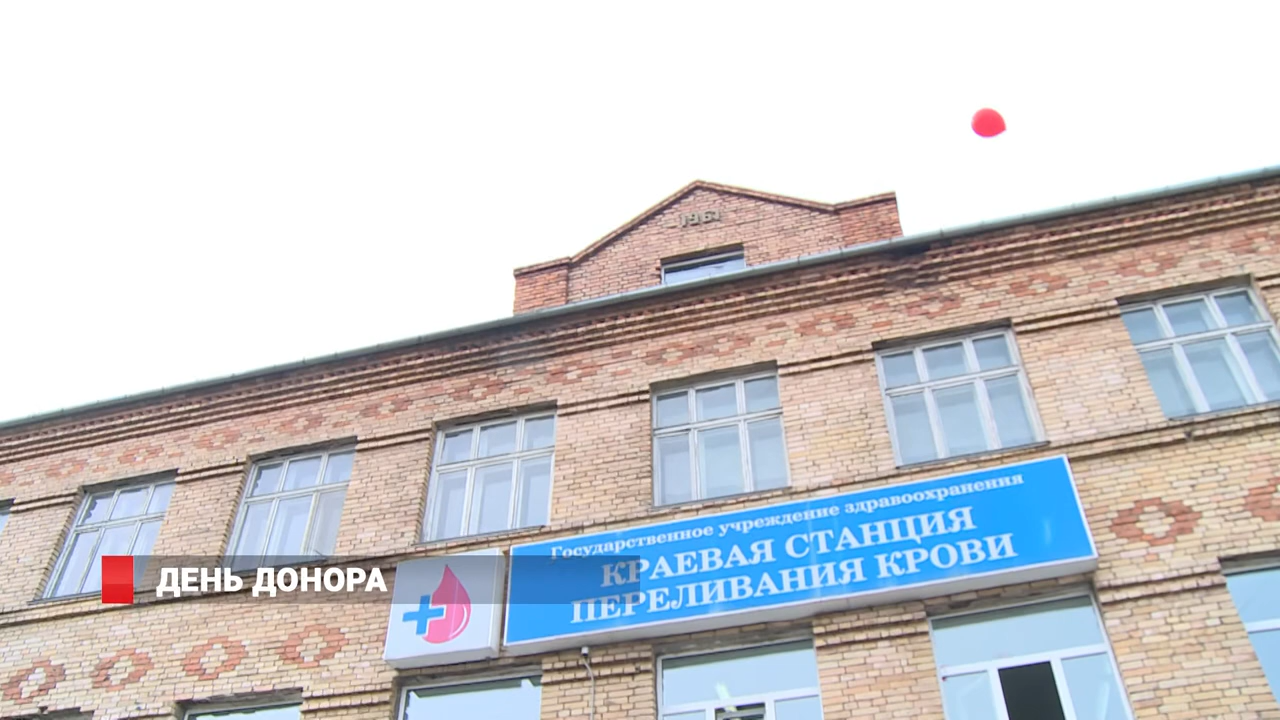 1961
Государственное учреждение здравоохранения
КРАЕВАЯ СТАНЦИЯ
ПЕРЕЛИВАНИЯ КРОВИ
ДЕНЬ ДОНОРА